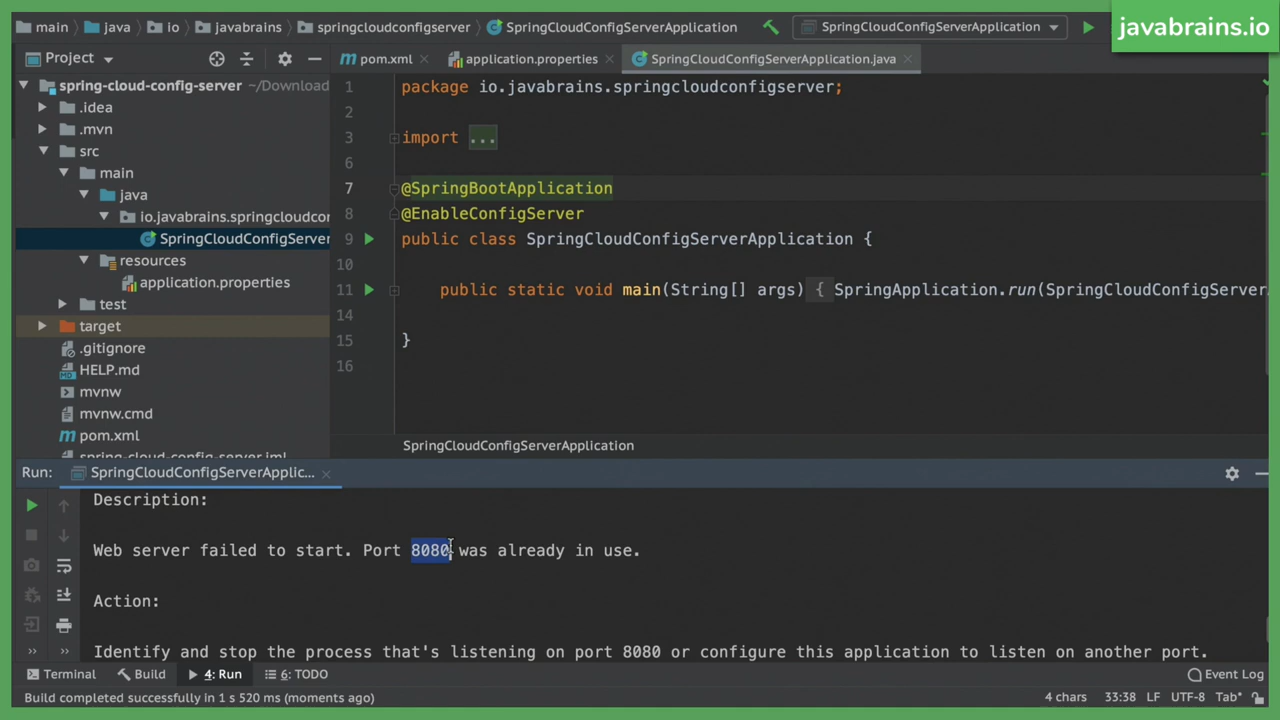 main java io javabrains springcloudconfigserver SpringCloudConfigServerApplication SpringCloudConfigServerApplication
javabrains.io
Project
pom.xml application.properties SpringCloudConfigServerApplication.java
spring-cloud-config-server ~/Download
.idea
.mvn
src
main
java
io.javabrains.springcloudcon
SpringCloudConfigServer
resources
application.properties
test
target
.gitignore
HELP.md
mvnw
mvnw.cmd
pom.xml
spring-cloud-config-server.iml
1 package io.javabrains.springcloudconfigserver;
2
3 import ...
6
7 @SpringBootApplication
8 @EnableConfigServer
9 public class SpringCloudConfigServerApplication {
10
11 public static void main(String[] args) { SpringApplication.run(SpringCloudConfigServer
14
15 }
16
SpringCloudConfigServerApplication
Run: SpringCloudConfigServerApplic...
Description:
Web server failed to start. Port 8080 was already in use.
Action:
Identify and stop the process that's listening on port 8080 or configure this application to listen on another port.
Terminal Build 4: Run 6: TODO Event Log
Build completed successfully in 1 s 520 ms (moments ago) 4 chars 33:38 LF UTF-8 Tab*